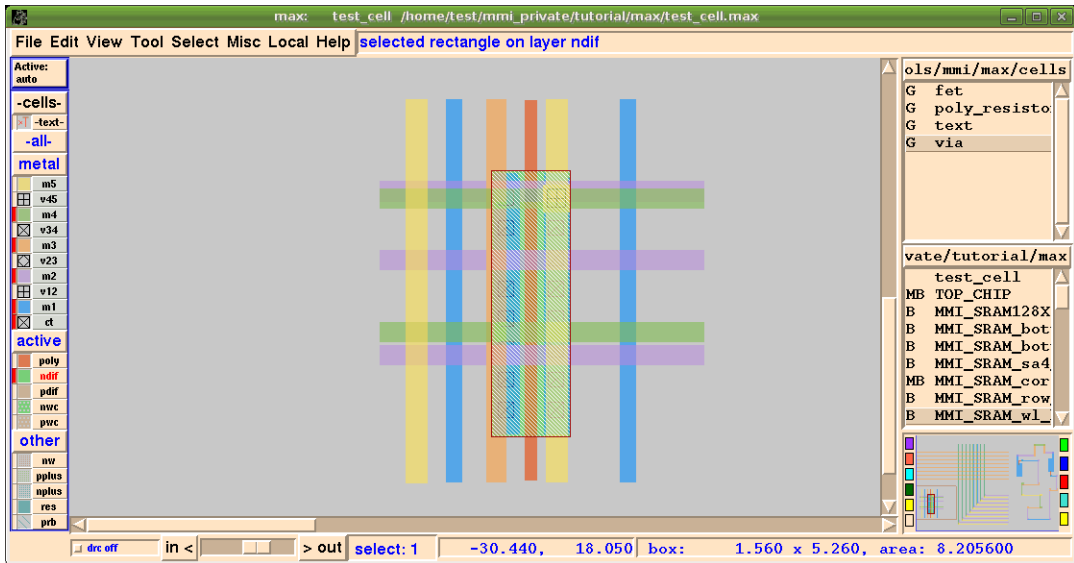 max: test_cell /home/test/mmi_private/tutorial/max/test_cell.max
File Edit View Tool Select Misc Local Help selected rectangle on layer ndif
Active:
auto
-cells-
-text-
-all-
metal
m5
v45
m4
v34
m3
v23
m2
v12
m1
ct
active
poly
ndif
pdif
nwc
pwc
other
nw
pplus
nplus
res
prb
ols/mmi/max/cells
G fet
G poly_resisto
G text
G via
vate/tutorial/max
test_cell
MB TOP_CHIP
B MMI_SRAM128X
B MMI_SRAM_bot
B MMI_SRAM_bot
B MMI_SRAM_sa4
MB MMI_SRAM_cor
B MMI_SRAM_row
B MMI_SRAM_wl_
drc off in < > out select: 1 -30.440, 18.050 box: 1.560 x 5.260, area: 8.205600